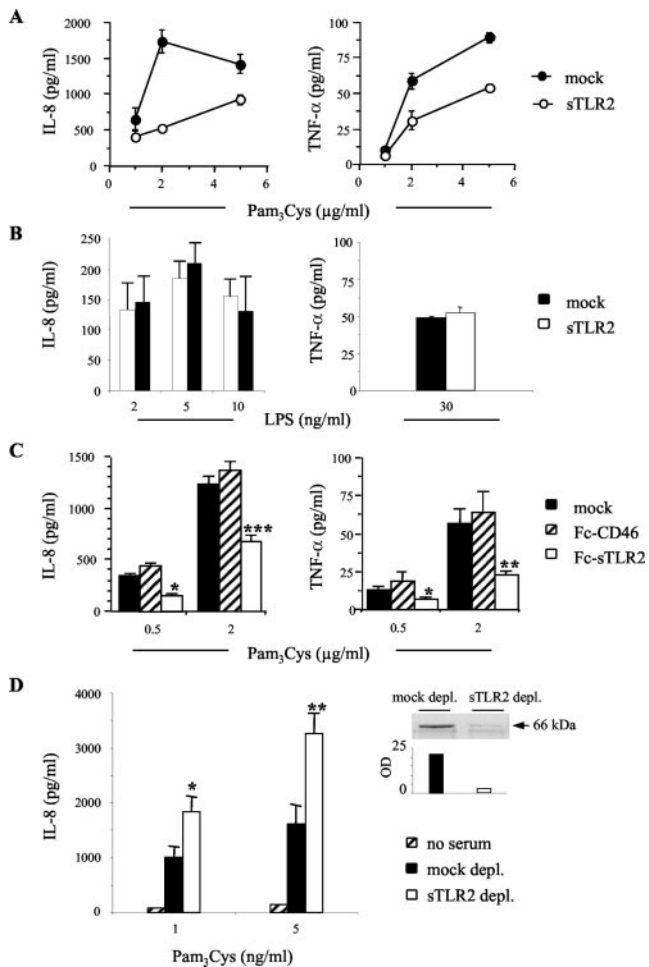 A
IL-8 (pg/ml)
2000
1500
1000
500
0
0 2 4 6
TNF-α (pg/ml)
100
75
50
25
0
0 2 4 6
mock
sTLR2
Pam₃Cys (µg/ml)
B
IL-8 (pg/ml)
250
200
150
100
50
0
2 5 10
TNF-α (pg/ml)
100
75
50
25
0
30
mock
sTLR2
LPS (ng/ml)
C
IL-8 (pg/ml)
1500
1000
500
0
*
***
0.5 2
TNF-α (pg/ml)
100
75
50
25
0
*
**
0.5 2
mock
Fc-CD46
Fc-sTLR2
Pam₃Cys (µg/ml)
D
IL-8 (pg/ml)
4000
3000
2000
1000
0
*
**
1 5
Pam₃Cys (ng/ml)
mock depl. sTLR2 depl.
66 kDa
OD
25
0
no serum
mock depl.
sTLR2 depl.